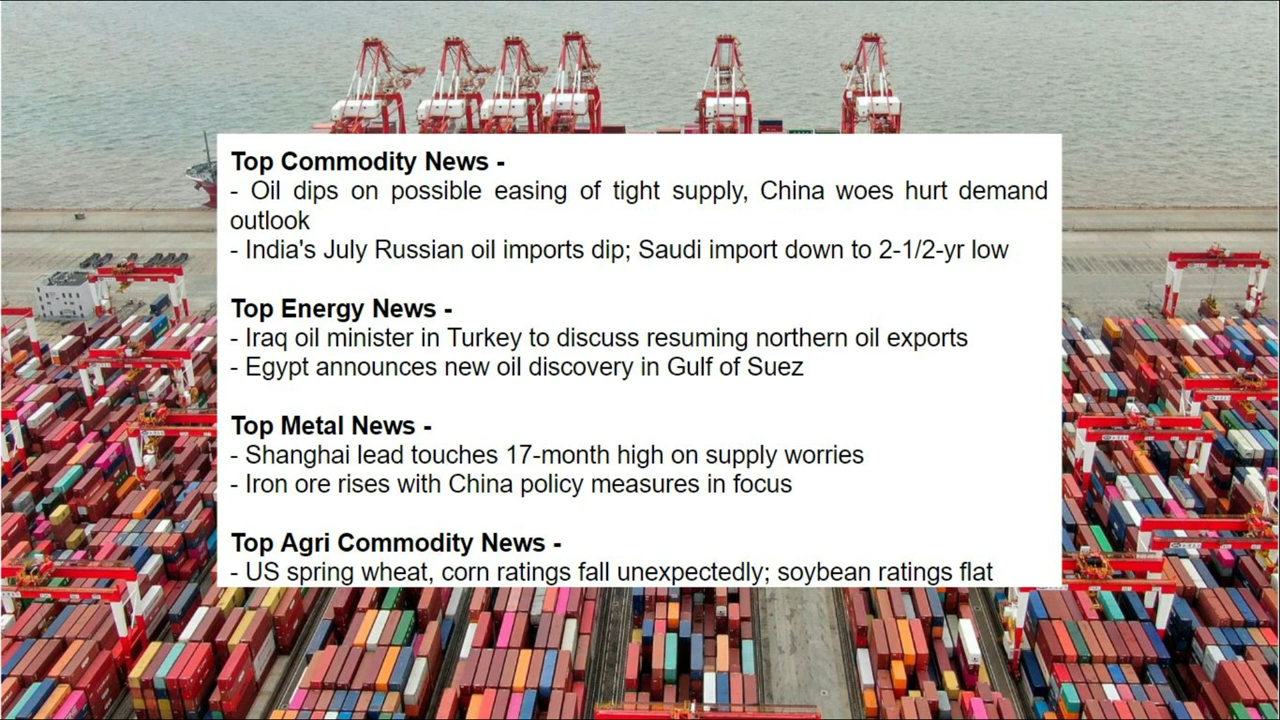 Top Commodity News -
- Oil dips on possible easing of tight supply, China woes hurt demand
outlook
- India's July Russian oil imports dip; Saudi import down to 2-1/2-yr low
Top Energy News -
- Iraq oil minister in Turkey to discuss resuming northern oil exports
- Egypt announces new oil discovery in Gulf of Suez
Top Metal News -
- Shanghai lead touches 17-month high on supply worries
- Iron ore rises with China policy measures in focus
Top Agri Commodity News -
- US spring wheat, corn ratings fall unexpectedly; soybean ratings flat